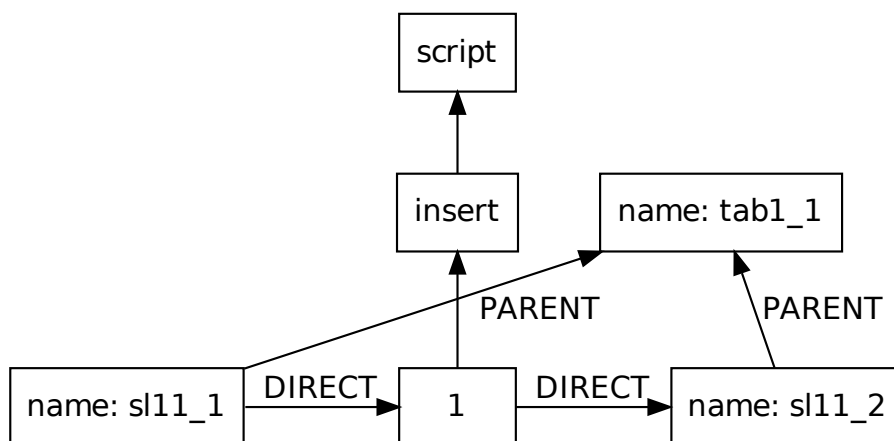 script
insert
name: tab1_1
PARENT
PARENT
name: sl11_1
DIRECT
1
DIRECT
name: sl11_2